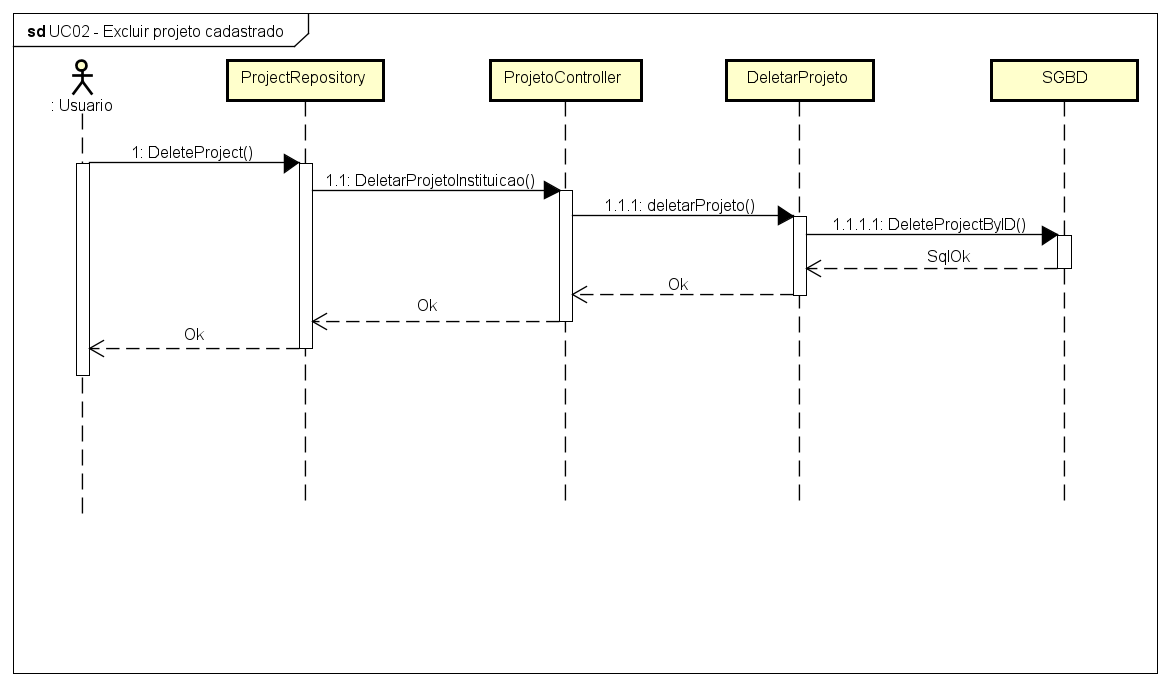 sd UC02 - Excluir projeto cadastrado
: Usuario
ProjectRepository
ProjetoController
DeletarProjeto
SGBD
1: DeleteProject()
1.1: DeletarProjetoInstituicao()
1.1.1: deletarProjeto()
1.1.1.1: DeleteProjectByID()
SqlOk
Ok
Ok
Ok